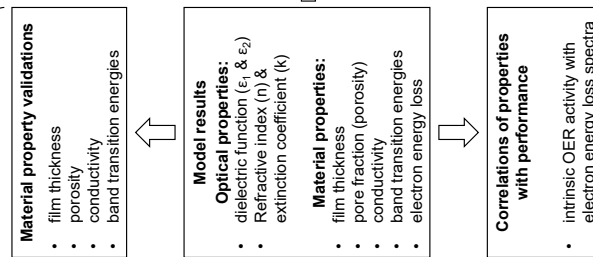 Material property validations
• film thickness
• porosity
• conductivity
• band transition energies
Model results
Optical properties:
• dielectric function (ε₁ & ε₂)
• Refractive index (n) &
extinction coefficient (k)
Material properties:
• film thickness
• pore fraction (porosity)
• conductivity
• band transition energies
• electron energy loss
Correlations of properties
with performance
• intrinsic OER activity with
electron energy loss spectra